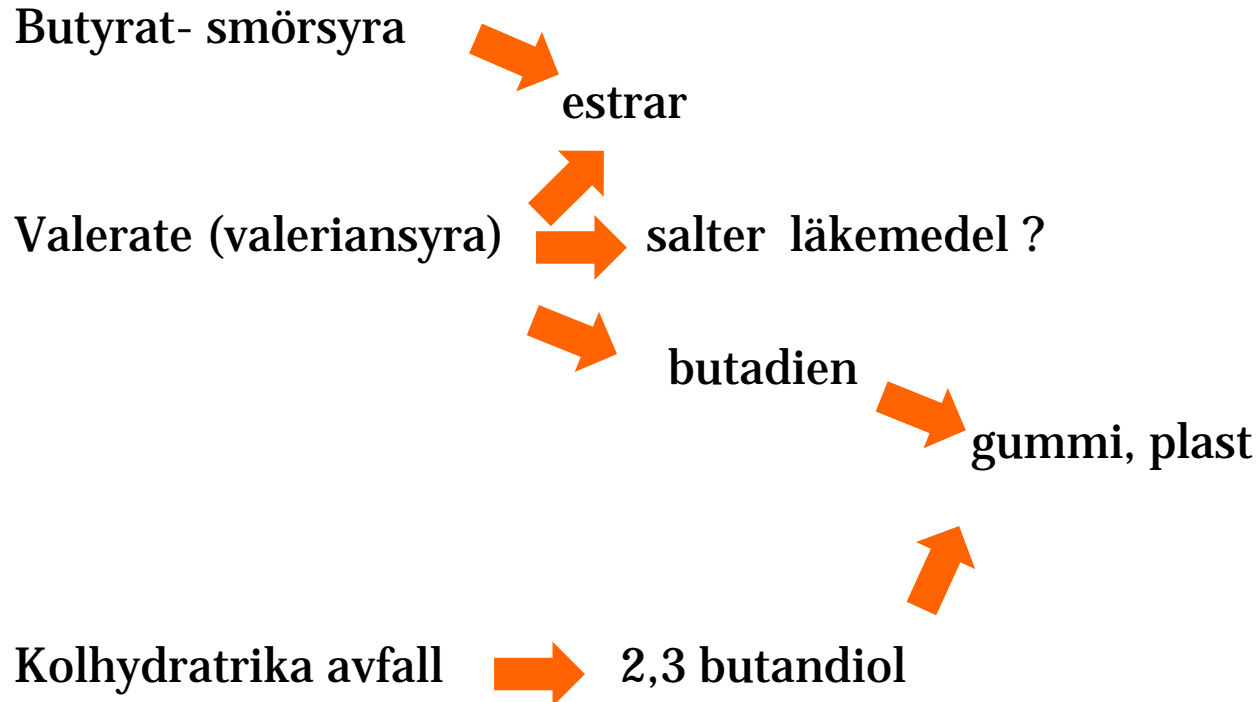 Butyrat- smörsyra
estrar
Valerate (valeriansyra) salter läkemedel ?
butadien
gummi, plast
Kolhydratrika avfall 2,3 butandiol